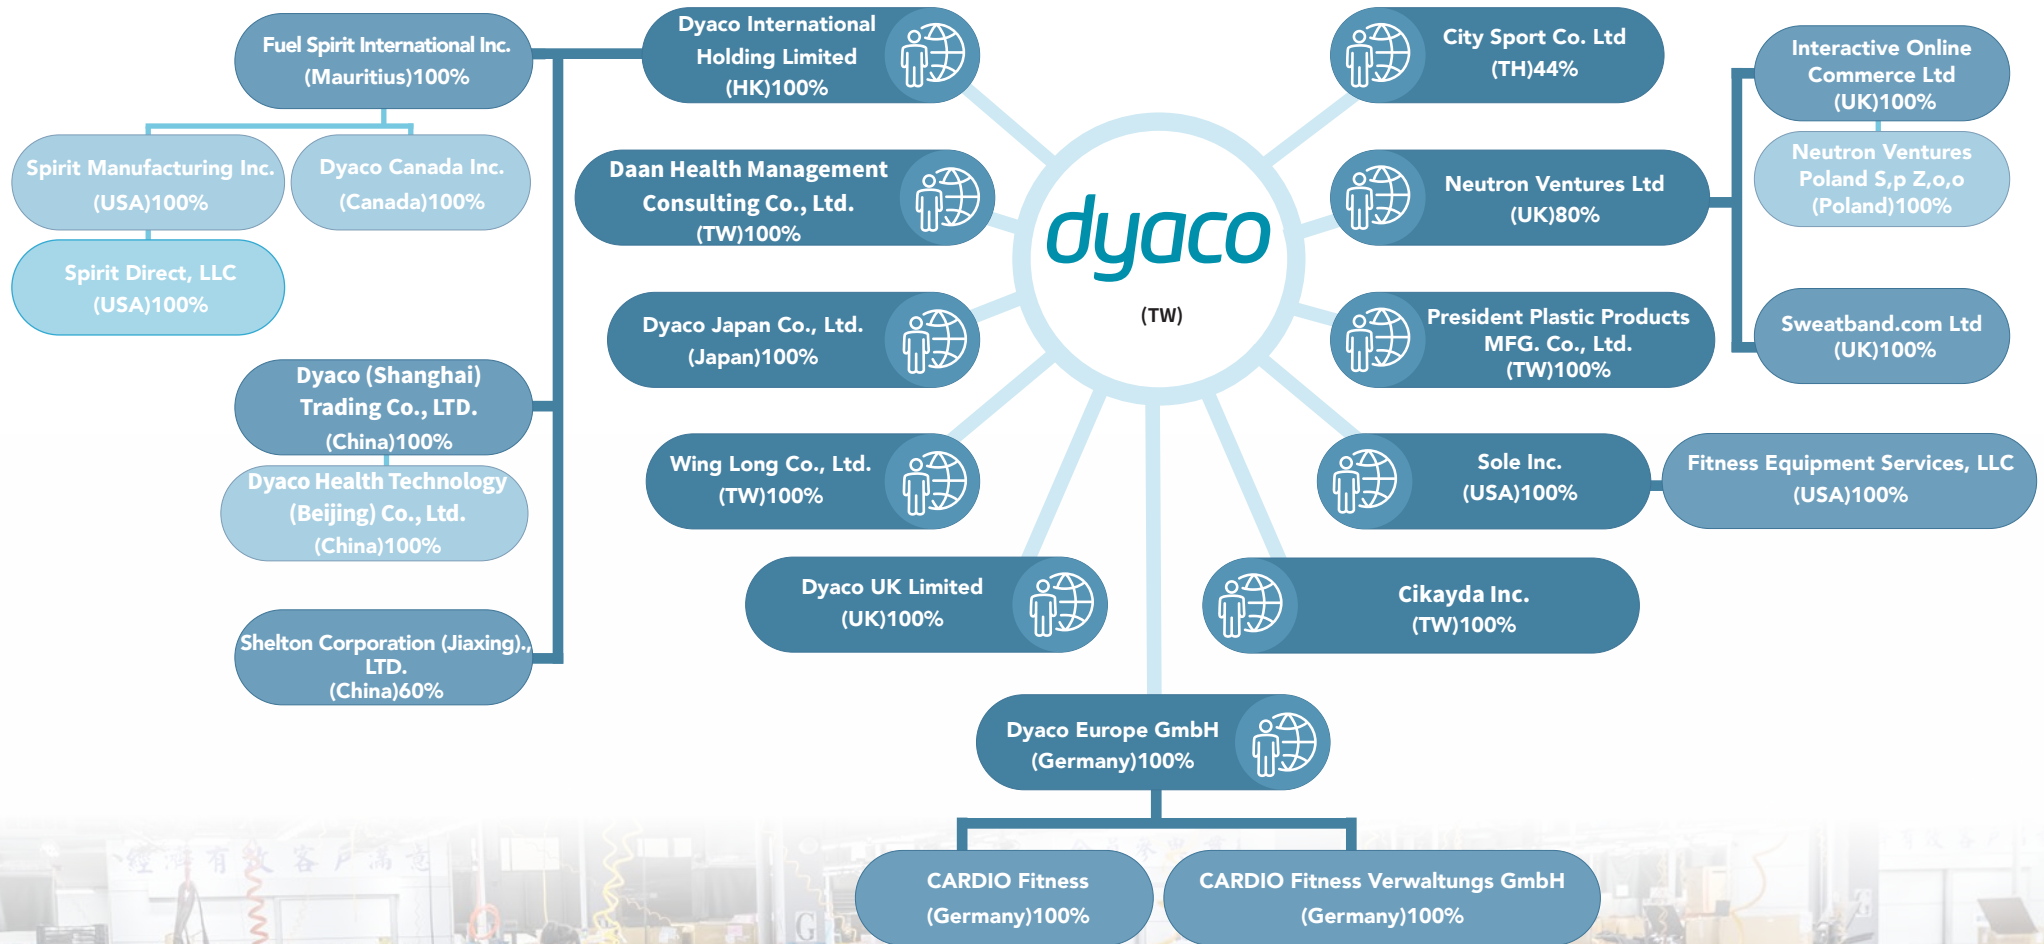 Fuel Spirit International Inc.
(Mauritius)100%
Spirit Manufacturing Inc.
(USA)100%
Dyaco Canada Inc.
(Canada)100%
Spirit Direct, LLC
(USA)100%
Dyaco (Shanghai)
Trading Co., LTD.
(China)100%
Dyaco Health Technology
(Beijing) Co., Ltd.
(China)100%
Shelton Corporation (Jiaxing).,
LTD.
(China)60%
Dyaco International
Holding Limited
(HK)100%
Daan Health Management
Consulting Co., Ltd.
(TW)100%
Dyaco Japan Co., Ltd.
(Japan)100%
Wing Long Co., Ltd.
(TW)100%
Dyaco UK Limited
(UK)100%
dyaco
(TW)
Dyaco Europe GmbH
(Germany)100%
CARDIO Fitness
(Germany)100%
CARDIO Fitness Verwaltungs GmbH
(Germany)100%
City Sport Co. Ltd
(TH)44%
Neutron Ventures Ltd
(UK)80%
President Plastic Products
MFG. Co., Ltd.
(TW)100%
Sole Inc.
(USA)100%
Cikayda Inc.
(TW)100%
Interactive Online
Commerce Ltd
(UK)100%
Neutron Ventures
Poland S,p Z,o,o
(Poland)100%
Sweatband.com Ltd
(UK)100%
Fitness Equipment Services, LLC
(USA)100%
有效客戶滿意